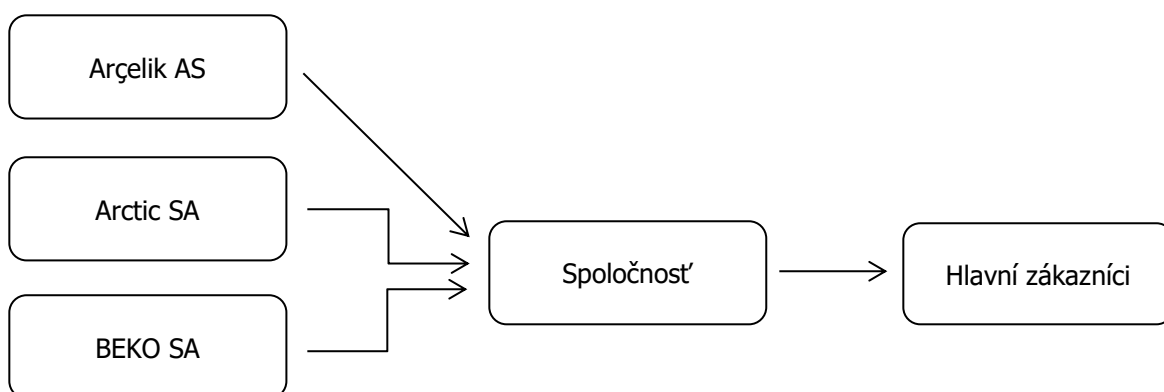 Arçelik AS
Arctic SA
BEKO SA
Spoločnosť
Hlavní zákazníci